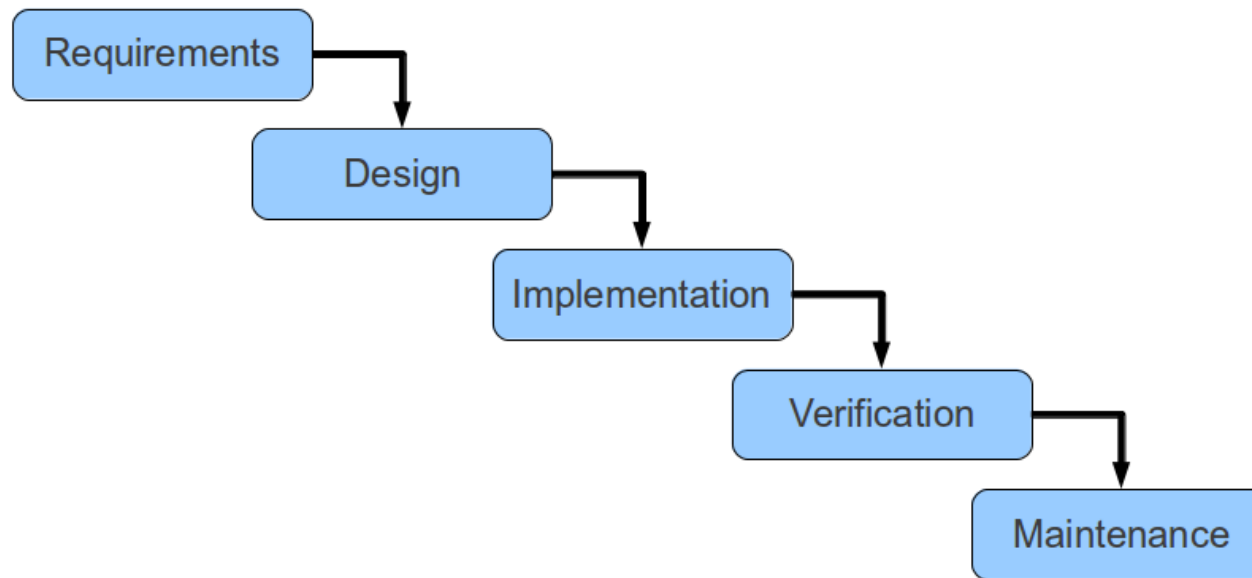 Requirements
Design
Implementation
Verification
Maintenance